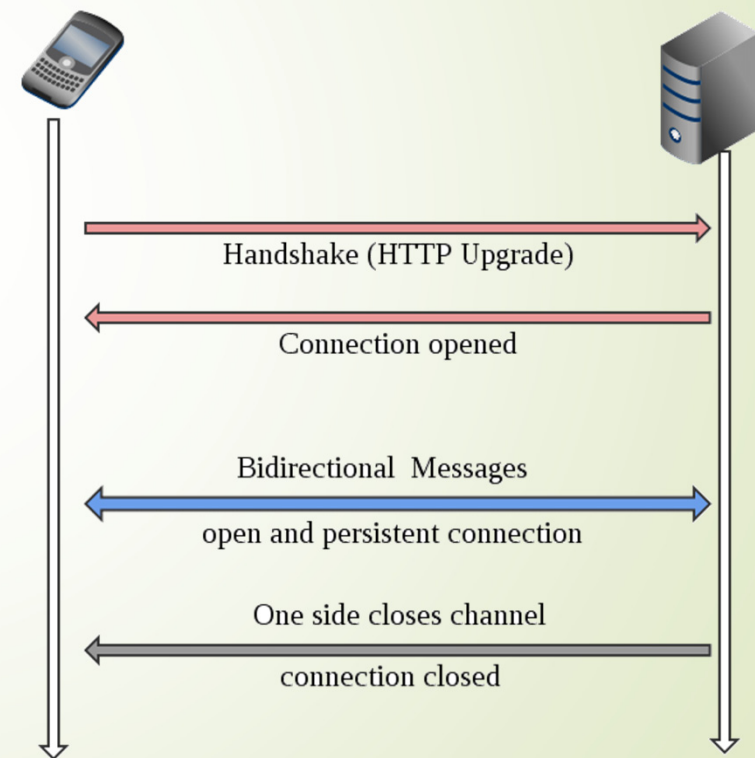 Handshake (HTTP Upgrade)
Connection opened
Bidirectional Messages
open and persistent connection
One side closes channel
connection closed